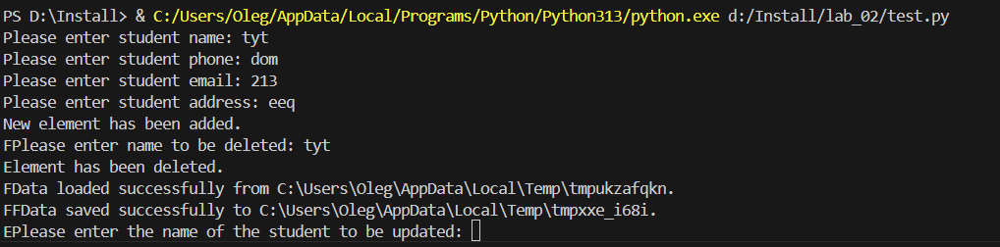 PS D:\Install> & C:/Users/Oleg/AppData/Local/Programs/Python/Python313/python.exe d:/Install/lab_02/test.py
Please enter student name: tyt
Please enter student phone: dom
Please enter student email: 213
Please enter student address: eeq
New element has been added.
FPlease enter name to be deleted: tyt
Element has been deleted.
FData loaded successfully from C:\Users\Oleg\AppData\Local\Temp\tmpukzafqkn.
FFData saved successfully to C:\Users\Oleg\AppData\Local\Temp\tmpxxe_i68i.
EPlease enter the name of the student to be updated: